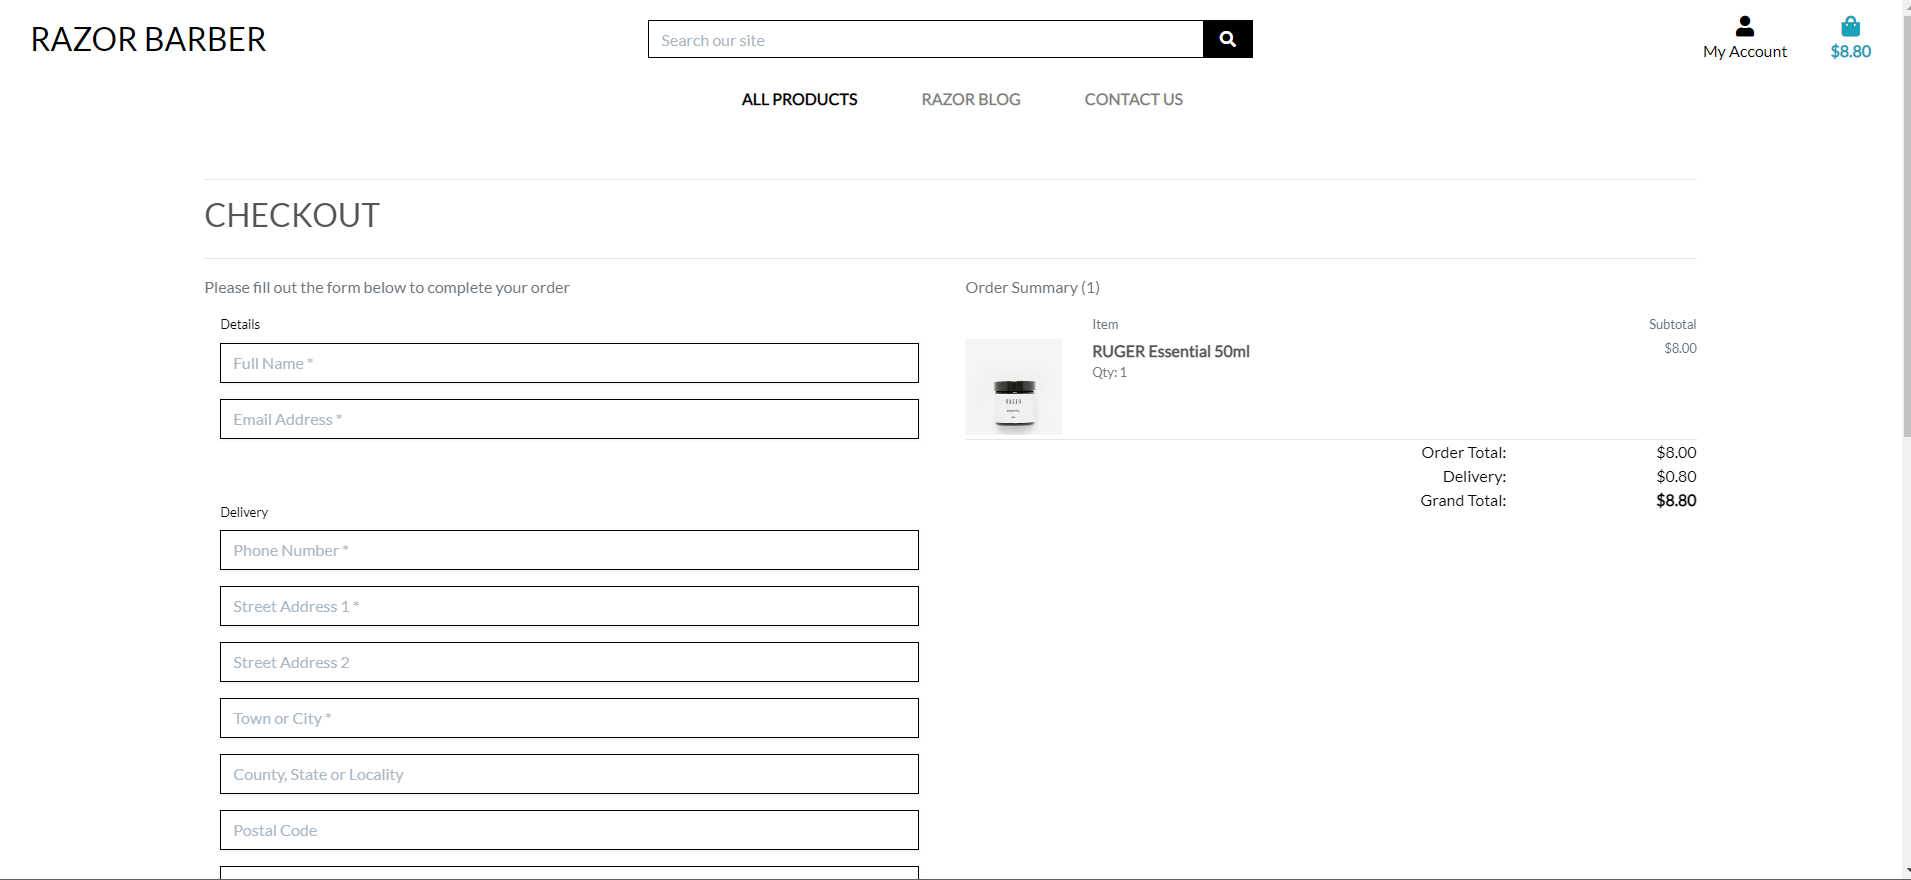 RAZOR BARBER
Search our site
My Account
$8.80
ALL PRODUCTS
RAZOR BLOG
CONTACT US
CHECKOUT
Please fill out the form below to complete your order
Details
Full Name *
Email Address *
Delivery
Phone Number *
Street Address 1 *
Street Address 2
Town or City *
County, State or Locality
Postal Code
Order Summary (1)
Item Subtotal
RUGER Essential 50ml $8.00
Qty: 1
RUGER
Order Total: $8.00
Delivery: $0.80
Grand Total: $8.80